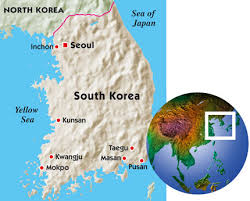 NORTH KOREA
Sea of
Japan
Inchon
Seoul
South Korea
Yellow
Sea
Kunsan
Taegu
Kwangju
Masan
Mokpo
Pusan